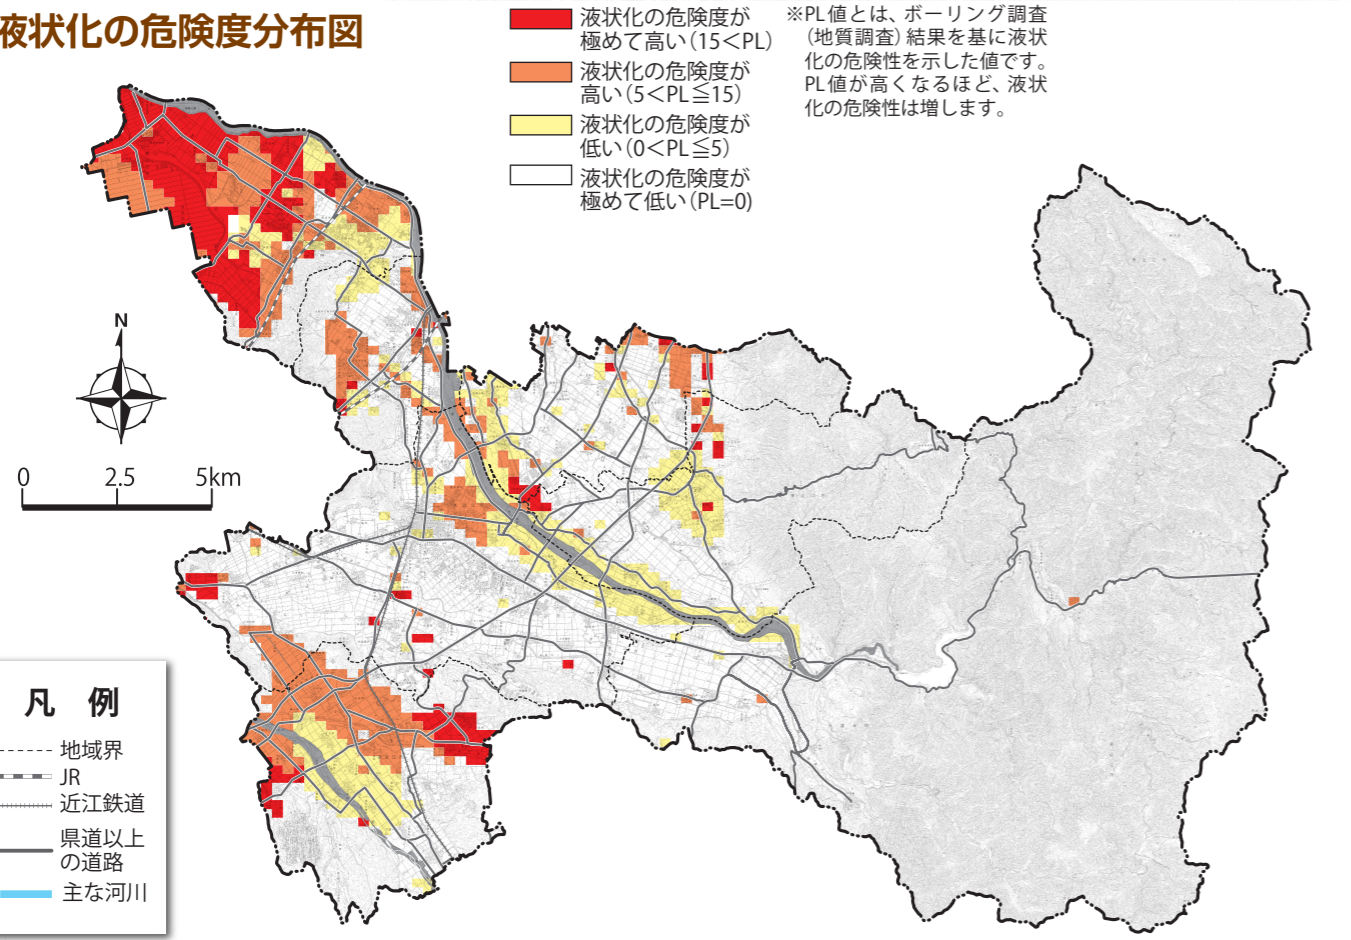 液状化の危険度分布図
液状化の危険度が
極めて高い(15<PL)
液状化の危険度が
高い(5<PL≦15)
液状化の危険度が
低い(0<PL≦5)
液状化の危険度が
極めて低い(PL=0)
※PL値とは、ボーリング調査
(地質調査)結果を基に液状
化の危険性を示した値です。
PL値が高くなるほど、液状
化の危険性は増します。
N
0 2.5 5km
凡 例
地域界
JR
近江鉄道
県道以上
の道路
主な河川